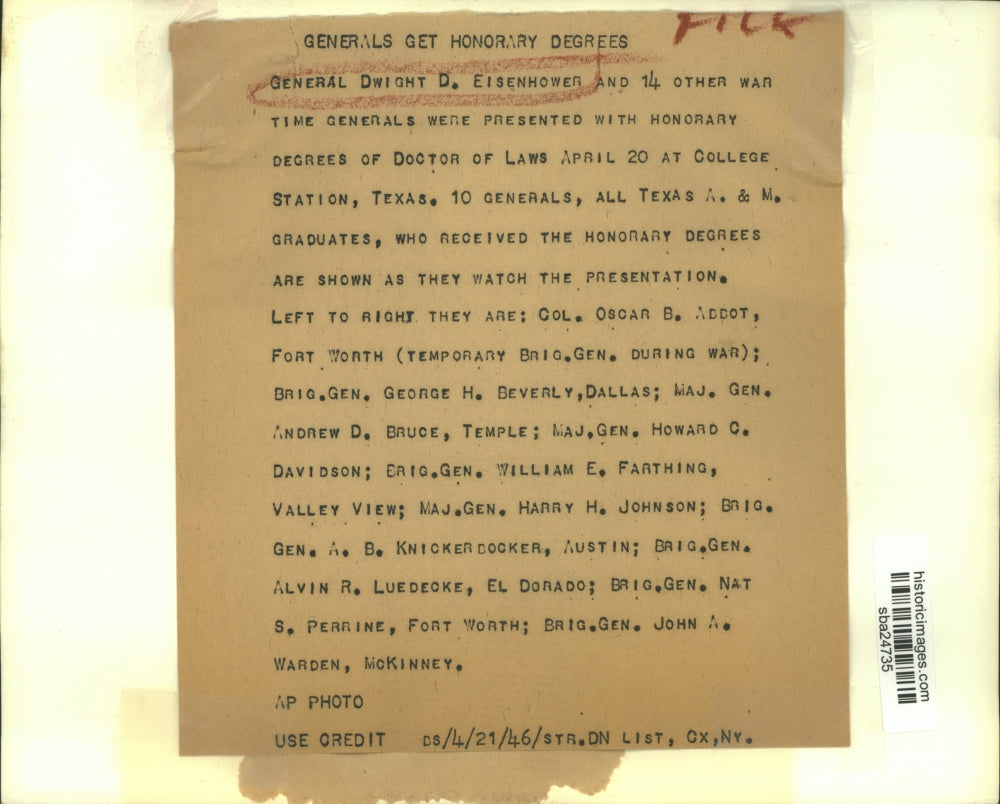 FILE
GENERALS GET HONORARY DEGREES
GENERAL DWIGHT D. EISENHOWER AND 14 OTHER WAR
TIME GENERALS WERE PRESENTED WITH HONORARY
DEGREES OF DOCTOR OF LAWS APRIL 20 AT COLLEGE
STATION, TEXAS. 10 GENERALS, ALL TEXAS A. & M.
GRADUATES, WHO RECEIVED THE HONORARY DEGREES
ARE SHOWN AS THEY WATCH THE PRESENTATION.
LEFT TO RIGHT THEY ARE: COL. OSCAR B. ABBOT,
FORT WORTH (TEMPORARY BRIG.GEN. DURING WAR);
BRIG.GEN. GEORGE H. BEVERLY,DALLAS; MAJ. GEN.
ANDREW D. BRUCE, TEMPLE; MAJ.GEN. HOWARD C.
DAVIDSON; BRIG.GEN. WILLIAM E. FARTHING,
VALLEY VIEW; MAJ.GEN. HARRY H. JOHNSON; BRIG.
GEN. A. B. KNICKERBOCKER, AUSTIN; BRIG.GEN.
ALVIN R. LUEDECKE, EL DORADO; BRIG.GEN. NAT
S. PERRINE, FORT WORTH; BRIG.GEN. JOHN A.
WARDEN, MCKINNEY.
AP PHOTO
USE CREDIT BS/4/21/46/STR.DN LIST, CX,NY.
historicimages.com
sba24735